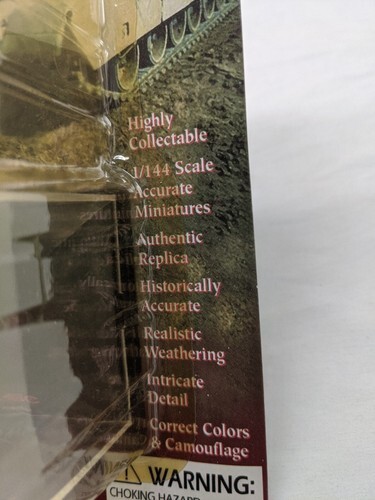 Highly
Collectable
1/144 Scale
Accurate
Miniatures
Authentic
Replica
Historically
Accurate
Realistic
Weathering
Intricate
Detail
Correct Colors
& Camouflage
WARNING:
CHOKING HAZARD